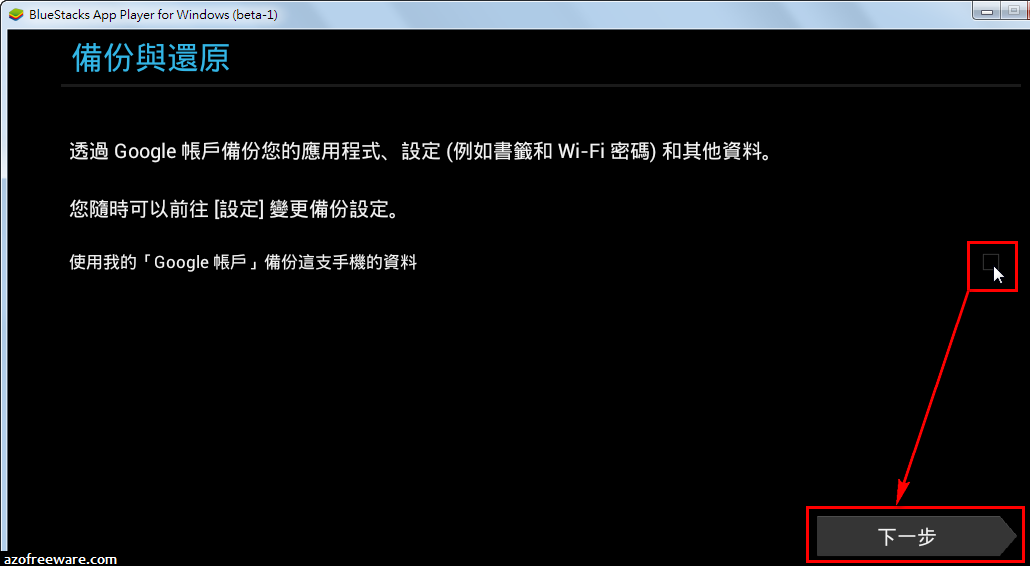 BlueStacks App Player for Windows (beta-1)
備份與還原
透過 Google 帳戶備份您的應用程式、設定 (例如書籤和 Wi-Fi 密碼) 和其他資料。
您隨時可以前往 [設定] 變更備份設定。
使用我的「Google 帳戶」備份這支手機的資料
下一步
azofreeware.com